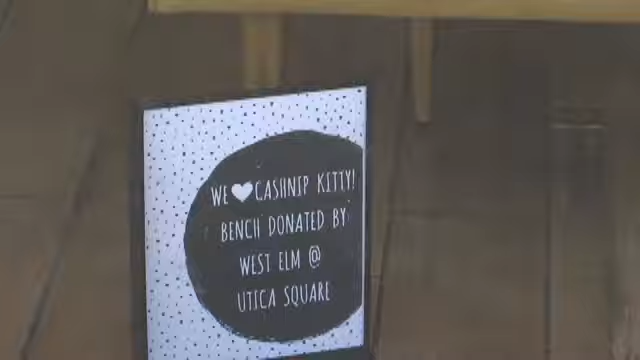 WE ♥ CASHNIP KITTY!
BENCH DONATED BY
WEST ELM @
UTICA SQUARE